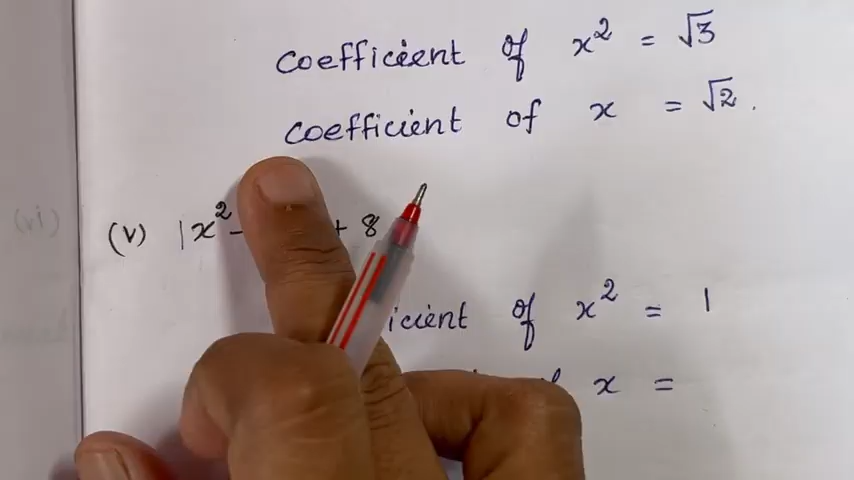 coefficient of x² = √3
coefficient of x = √2.
(vi)
(v) 1x² - + 8
icient of x² = 1
x =